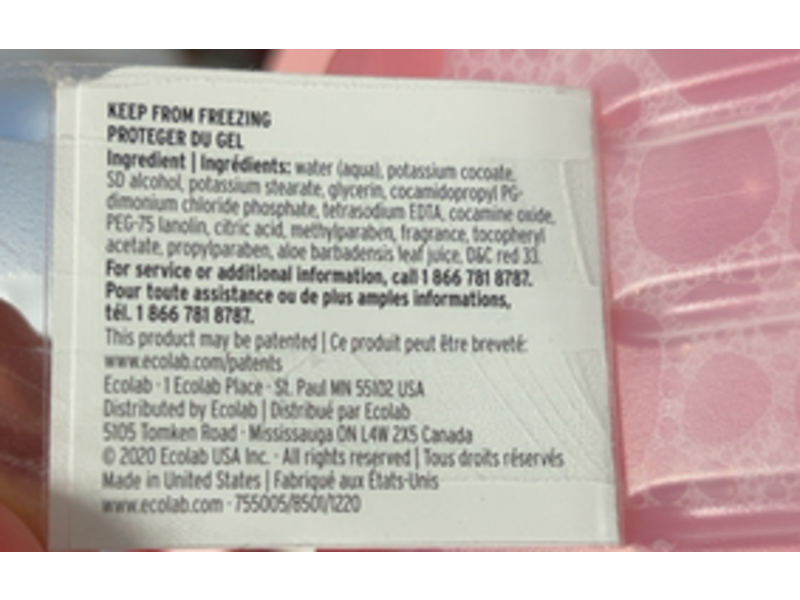 KEEP FROM FREEZING
PROTEGER DU GEL
Ingredient | Ingrédients: water (aqua), potassium cocoate,
SD alcohol, potassium stearate, glycerin, cocamidopropyl PG-
dimonium chloride phosphate, tetrasodium EDTA, cocamine oxide,
PEG-75 lanolin, citric acid, methylparaben, fragrance, tocopheryl
acetate, propylparaben, aloe barbadensis leaf juice, D&C red 33.
For service or additional information, call 1 866 781 8787.
Pour toute assistance ou de plus amples informations,
tél. 1 866 781 8787.
This product may be patented | Ce produit peut être breveté:
www.ecolab.com/patents
Ecolab · 1 Ecolab Place · St. Paul MN 55102 USA
Distributed by Ecolab | Distribué par Ecolab
5105 Tomken Road · Mississauga ON L4W 2X5 Canada
© 2020 Ecolab USA Inc. · All rights reserved | Tous droits réservés
Made in United States | Fabriqué aux États-Unis
www.ecolab.com · 755005/8501/1220